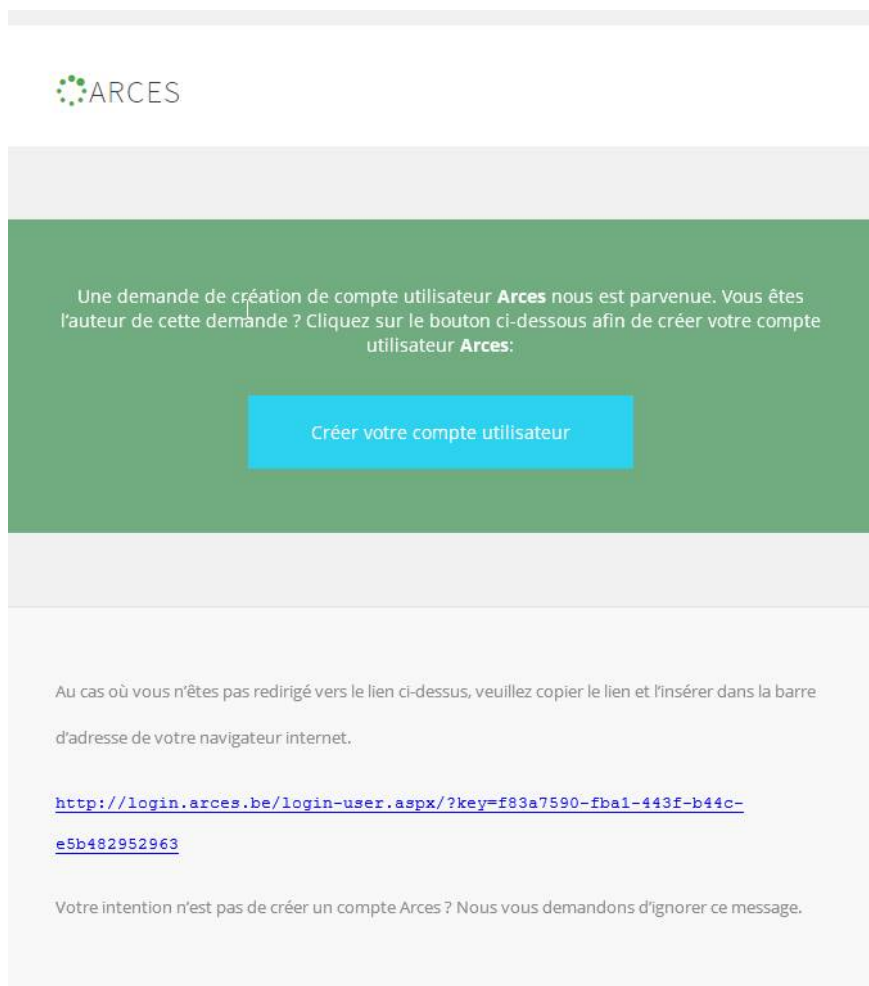 ARCES
Une demande de création de compte utilisateur Arces nous est parvenue. Vous êtes
l’auteur de cette demande ? Cliquez sur le bouton ci-dessous afin de créer votre compte
utilisateur Arces:
Créer votre compte utilisateur
Au cas où vous n’êtes pas redirigé vers le lien ci-dessus, veuillez copier le lien et l’insérer dans la barre
d’adresse de votre navigateur internet.
http://login.arces.be/login-user.aspx/?key=f83a7590-fba1-443f-b44c-
e5b482952963
Votre intention n’est pas de créer un compte Arces ? Nous vous demandons d’ignorer ce message.